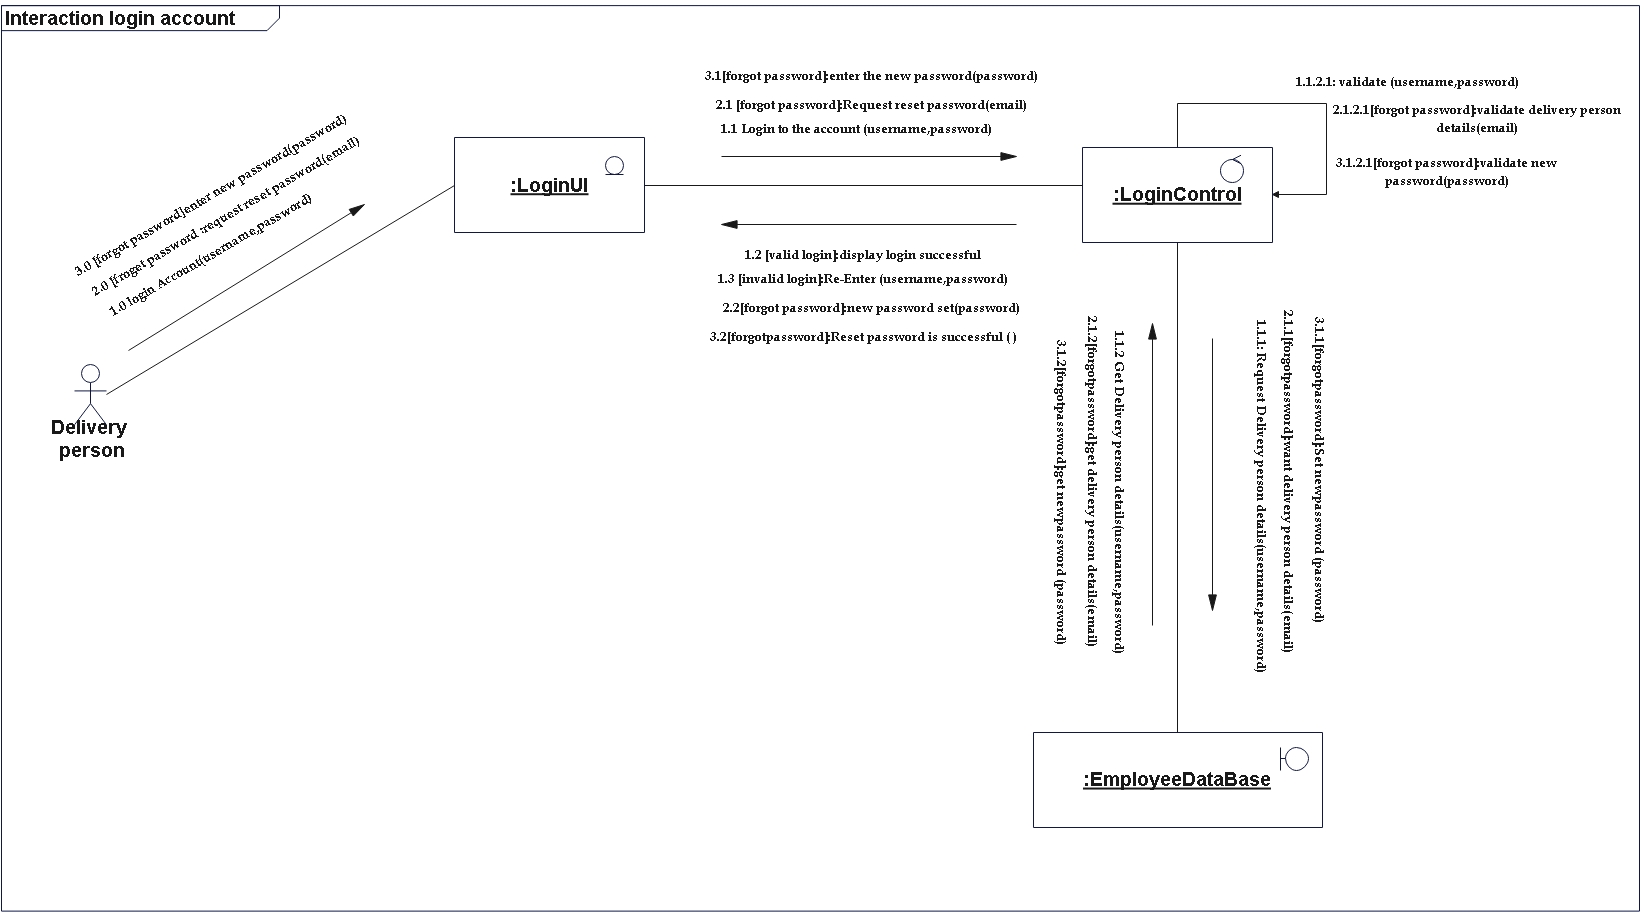 Interaction login account
3.1[forgot password]:enter the new password(password)
2.1 [forgot password]:Request reset password(email)
1.1 Login to the account (username,password)
1.1.2.1: validate (username,password)
2.1.2.1[forgot password]:validate delivery person
details(email)
3.1.2.1[forgot password]:validate new
password(password)
3.0 [forgot password]:enter new password(password)
2.0 [froget password :request reset password(email)
1.0 login Account(username,password)
:LoginUI
:LoginControl
1.2 [valid login]:display login successful
1.3 [invalid login]:Re-Enter (username,password)
2.2[forgot password]:new password set(password)
3.2[forgotpassword]:Reset password is successful ( )
Delivery
person
3.1.2[forgotpassword]:get newpassword (password)
2.1.2[forgotpassword]:get delivery person details(email)
1.1.2 Get Delivery person details(username,password)
1.1.1: Request Delivery person details(username,password)
2.1.1[forgotpassword]:want delivery person details(email)
3.1.1[forgotpassword]:Set newpassword (password)
:EmployeeDataBase